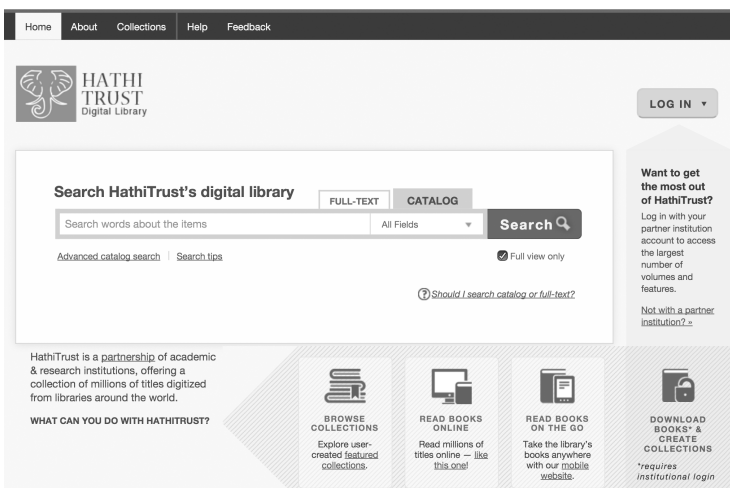 Home About Collections Help Feedback
HATHI
TRUST
Digital Library
LOG IN
Want to get
the most out
of HathiTrust?
Log in with your
partner institution
account to access
the largest
number of
volumes and
features.
Not with a partner
institution? »
Search HathiTrust's digital library
FULL-TEXT CATALOG
Search words about the items All Fields Search
Advanced catalog search Search tips Full view only
?Should I search catalog or full-text?
HathiTrust is a partnership of academic
& research institutions, offering a
collection of millions of titles digitized
from libraries around the world.
WHAT CAN YOU DO WITH HATHITRUST?
BROWSE
COLLECTIONS
Explore user-
created featured
collections.
READ BOOKS
ONLINE
Read millions of
titles online — like
this one!
READ BOOKS
ON THE GO
Take the library's
books anywhere
with our mobile
website.
DOWNLOAD
BOOKS* &
CREATE
COLLECTIONS
*requires
institutional login